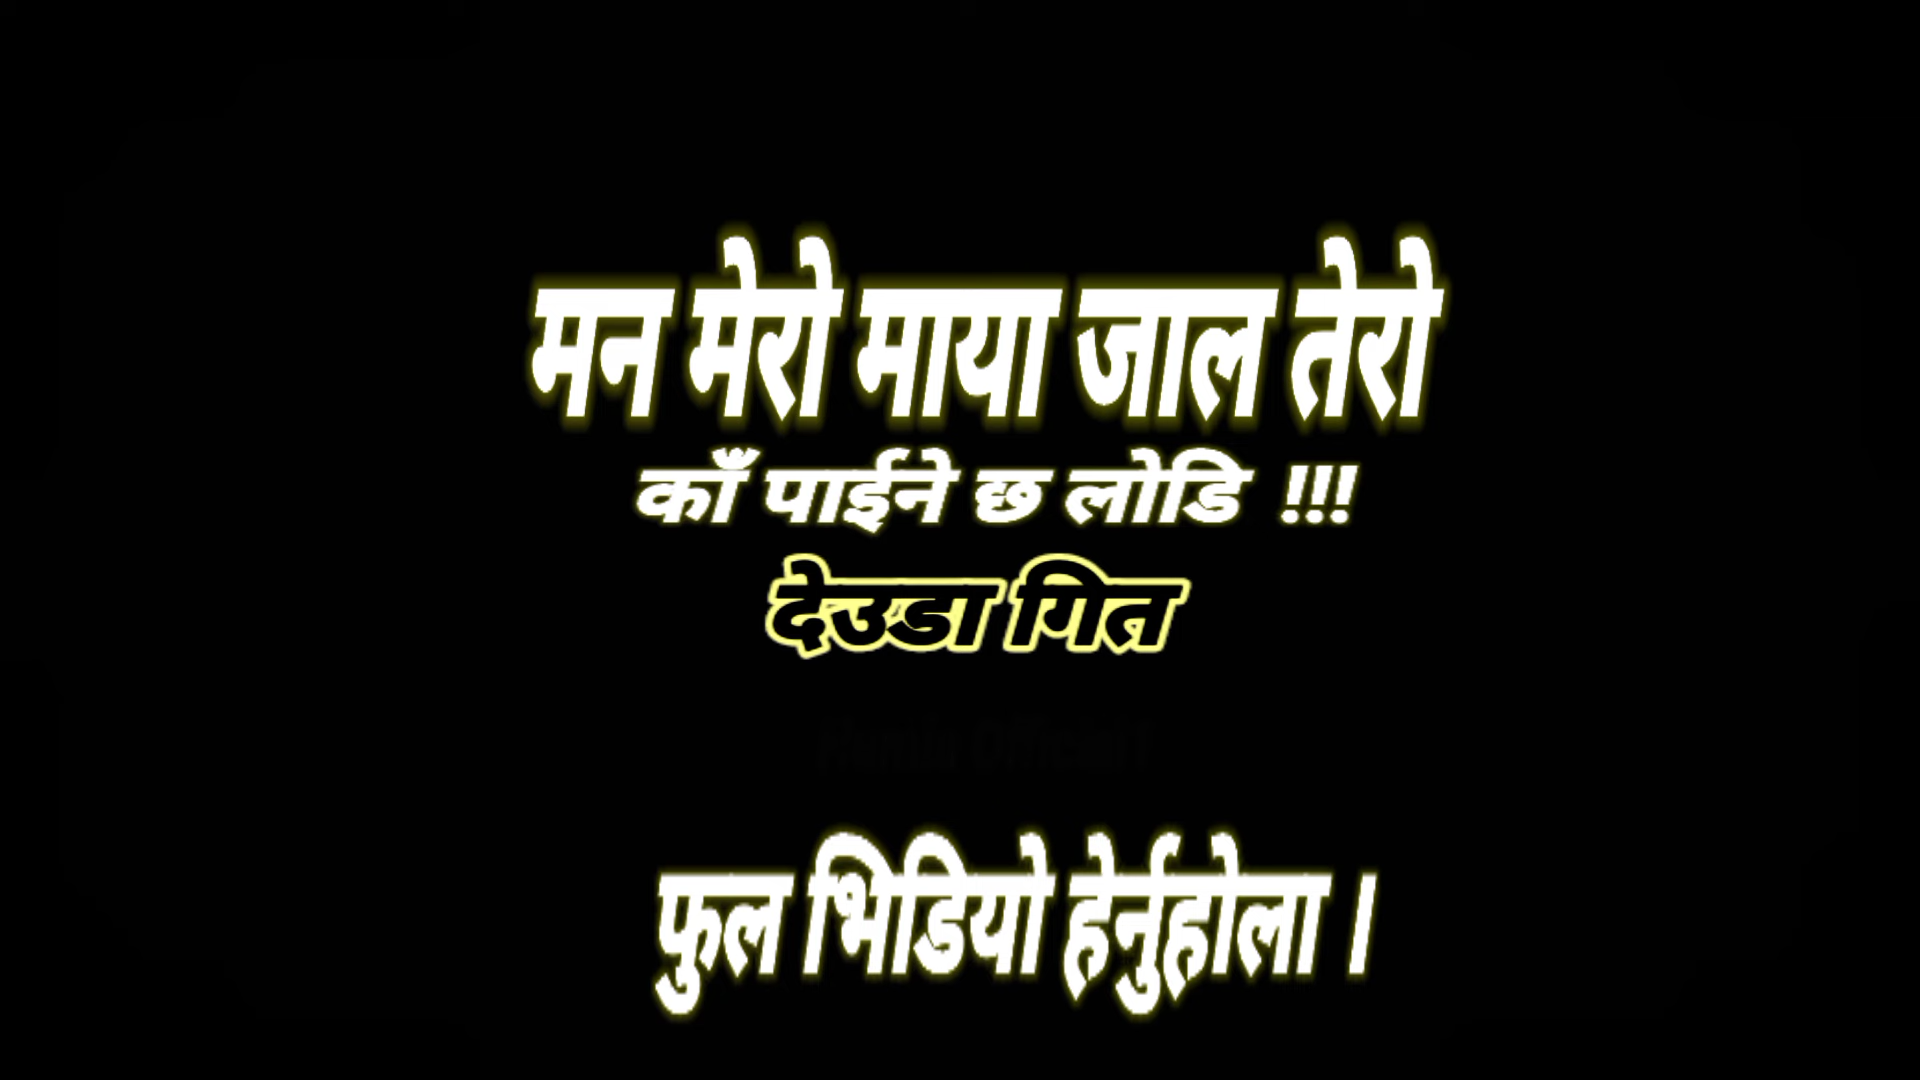 मन मेरो माया जाल तेरो
काँ पाईने छ लोडि !!!
देउडा गित
फुल भिडियो हेर्नुहोला ।